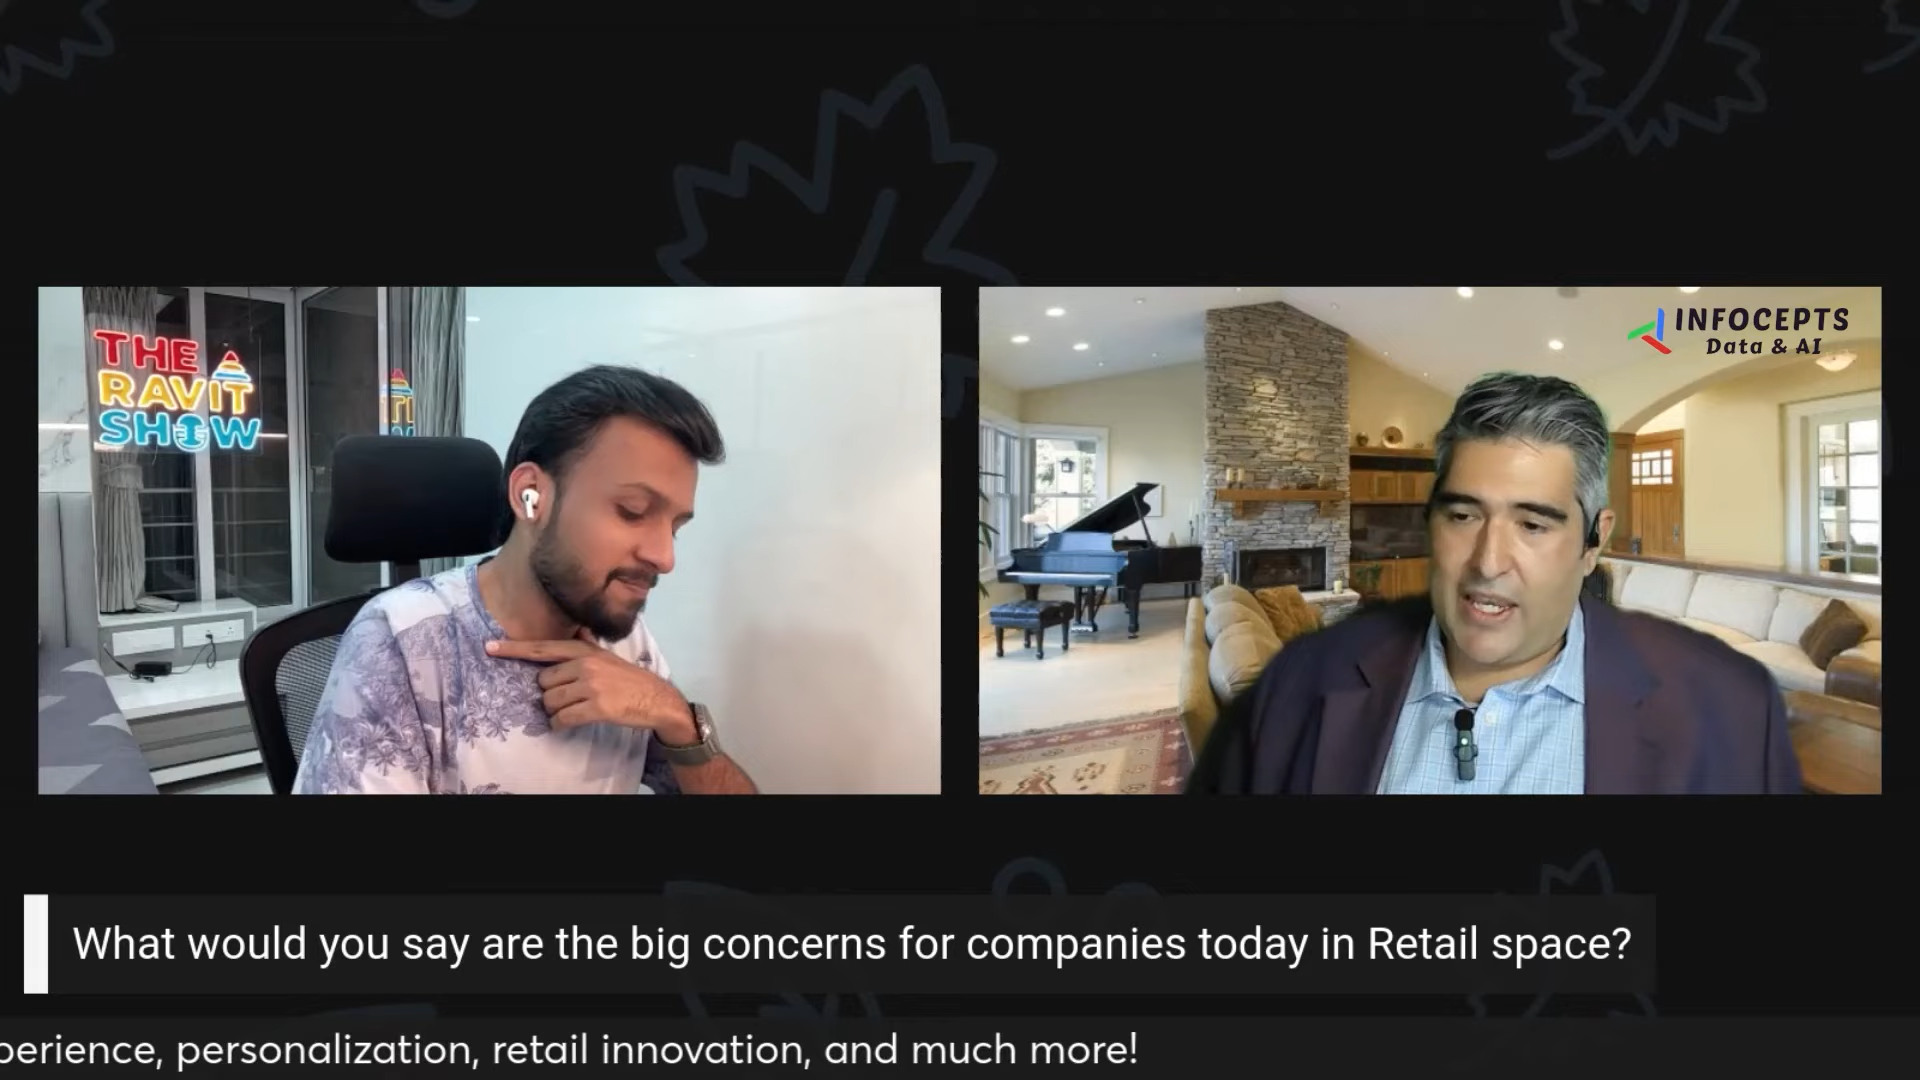 THE
RAVIT
SHOW
INFOCEPTS
Data & AI
What would you say are the big concerns for companies today in Retail space?
perience, personalization, retail innovation, and much more!